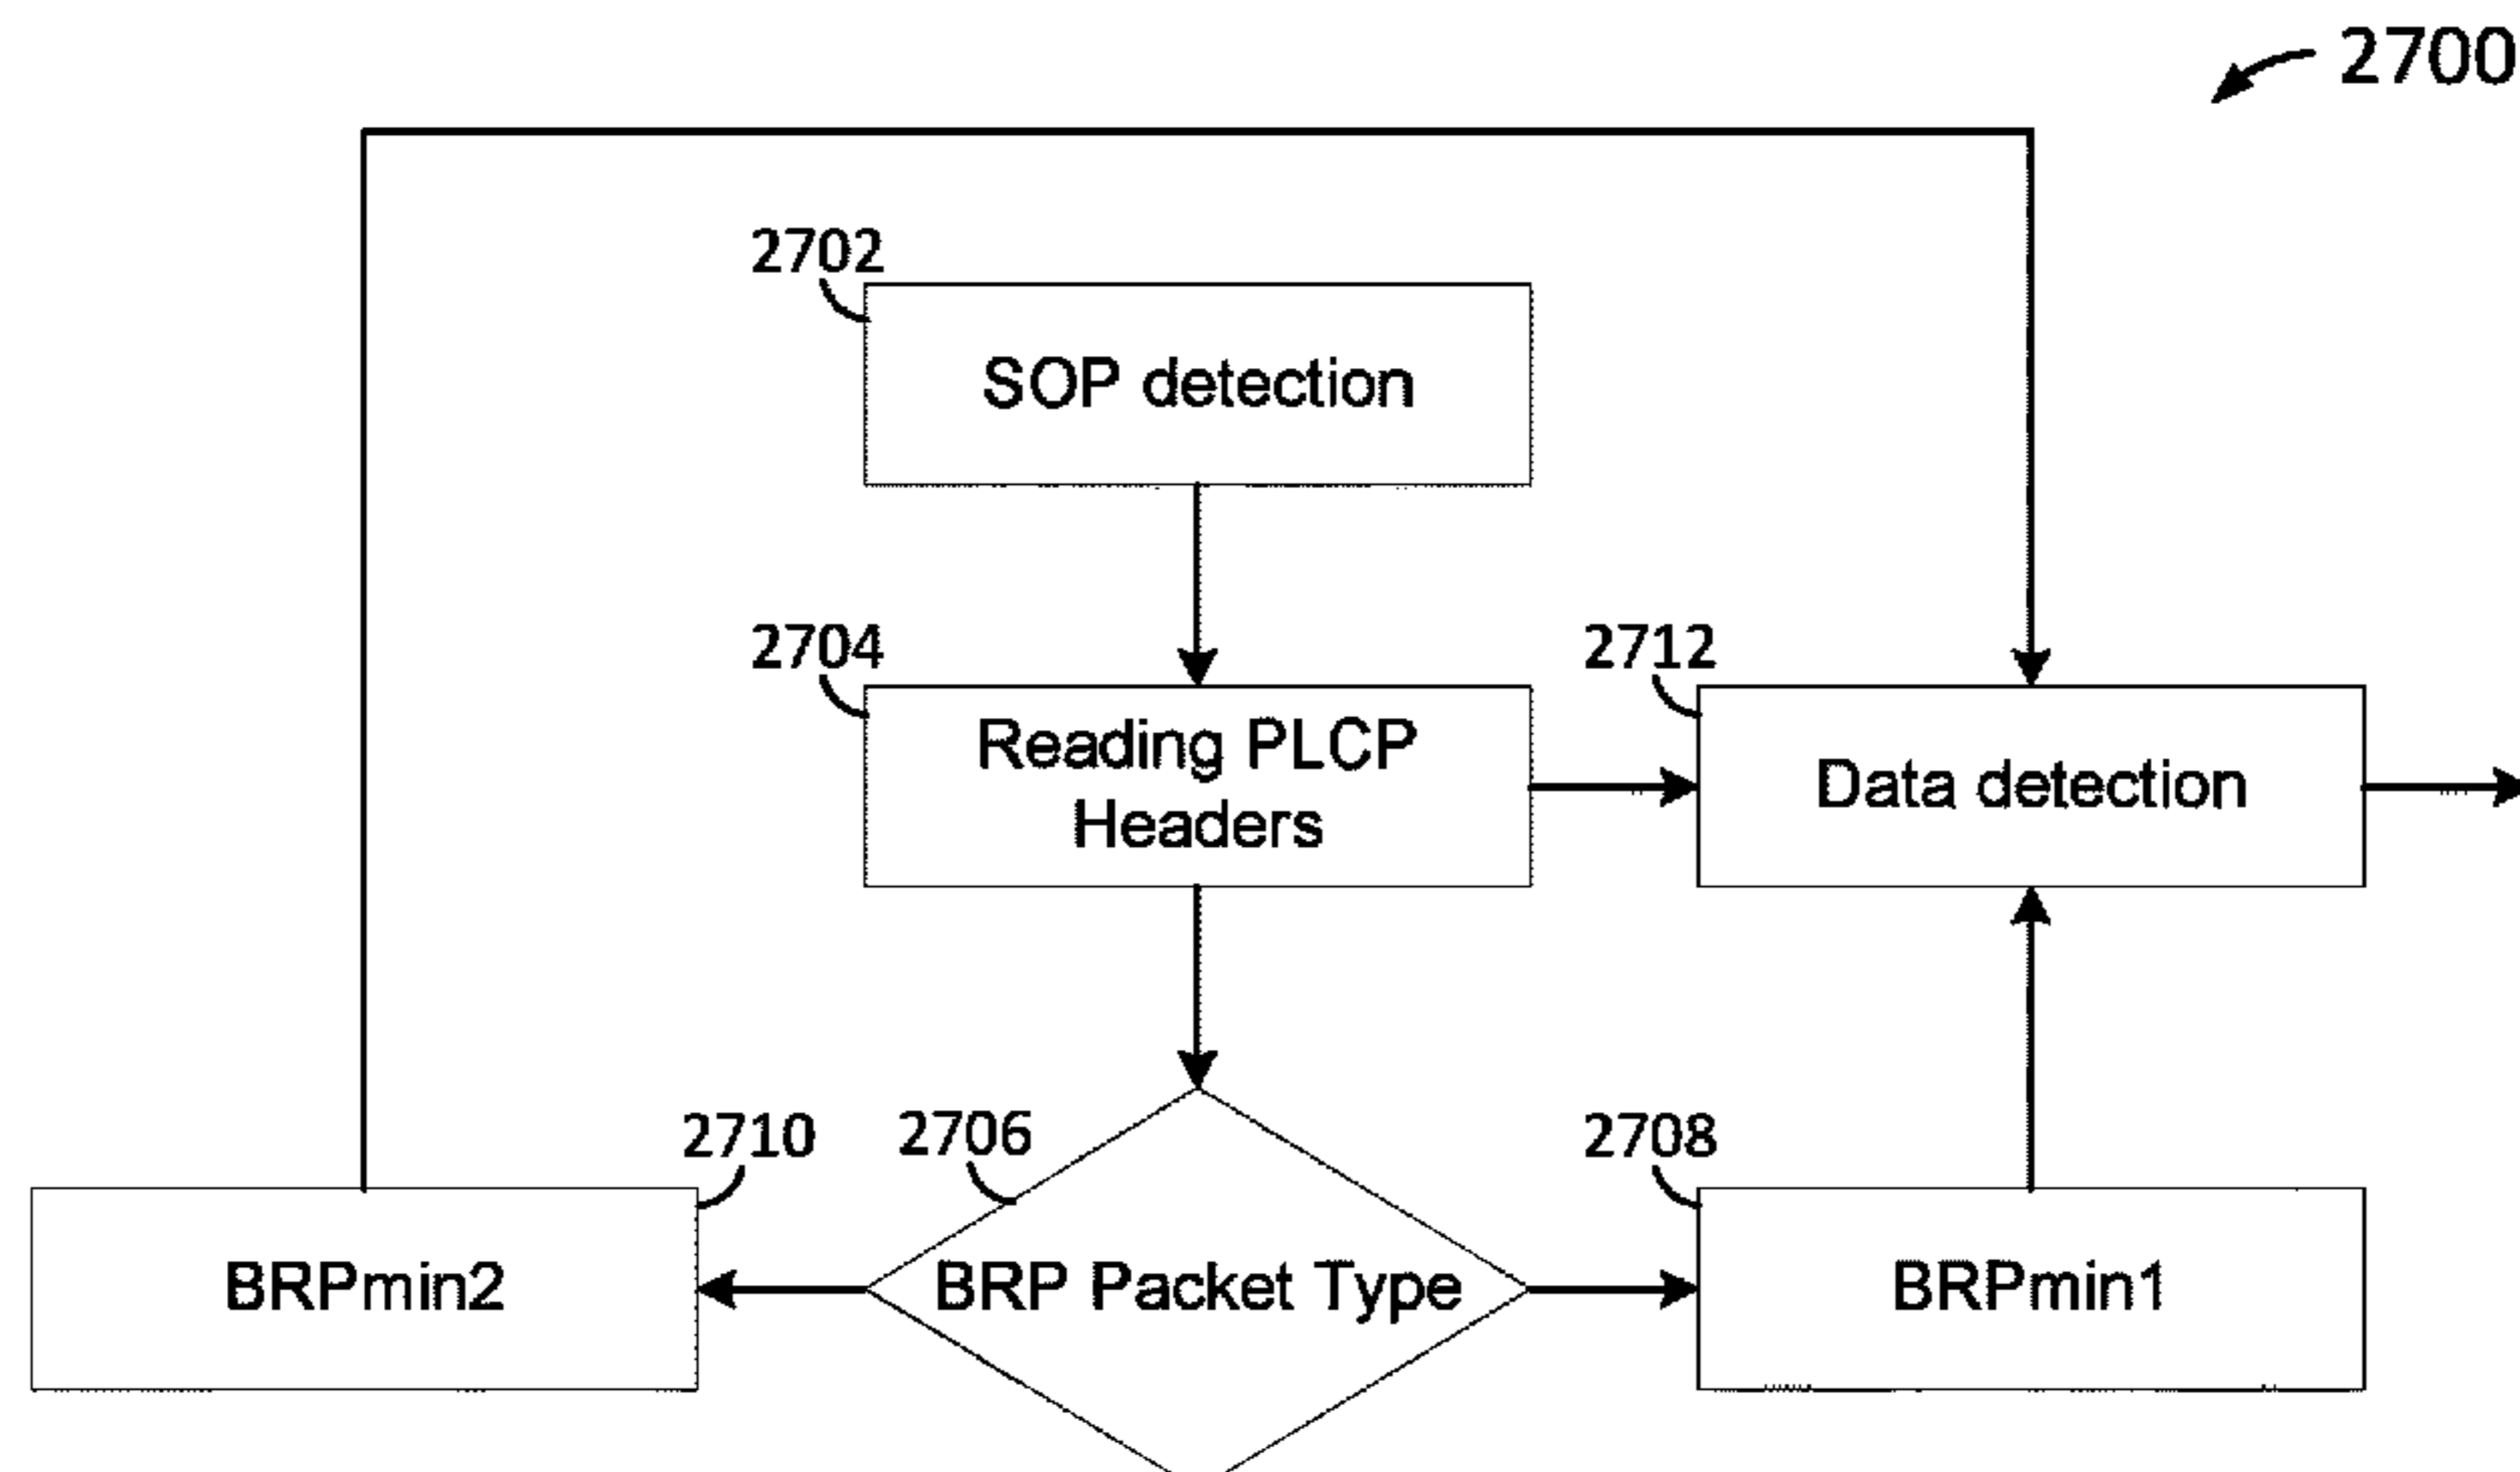 2700
2702
SOP detection
2704
Reading PLCP
Headers
2712
Data detection
2710
BRPmin2
2706
BRP Packet Type
2708
BRPmin1